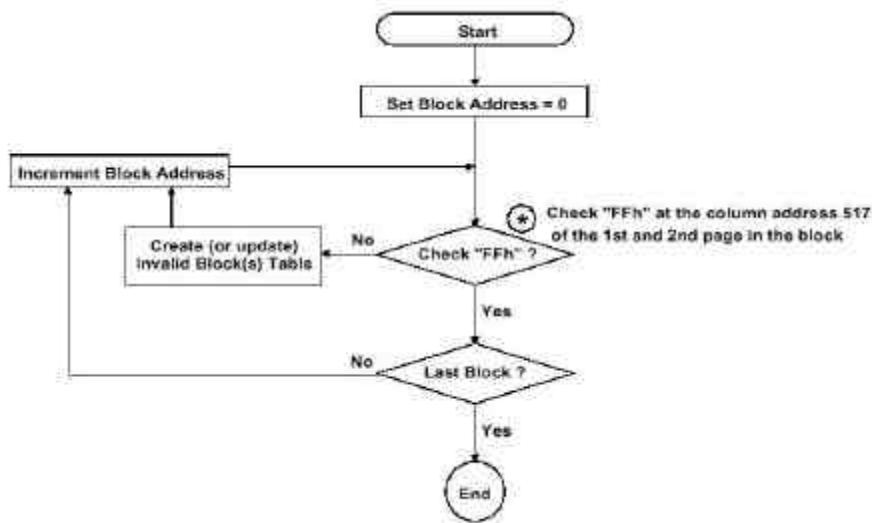 Start
Set Block Address = 0
Increment Block Address
* Check "FFh" at the column address 517
of the 1st and 2nd page in the block
No
Create (or update)
Invalid Block(s) Table
Check "FFh" ?
Yes
No
Last Block ?
Yes
End